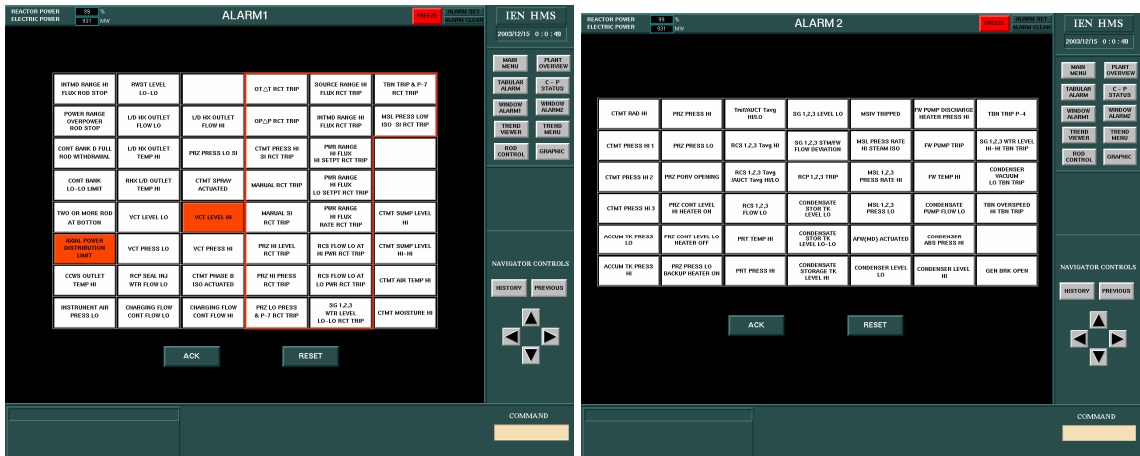 REACTOR POWER 99 %
ELECTRIC POWER 931 MW
ALARM1
FREEZE
ALARM SET
ALARM CLEAR
IEN HMS
2003/12/15 0 : 0 : 49
INTMD RANGE HI
FLUX ROD STOP
RWST LEVEL
LO-LO
OT△T RCT TRIP
SOURCE RANGE HI
FLUX RCT TRIP
TBN TRIP & P-7
RCT TRIP
POWER RANGE
OVERPOWER
ROD STOP
L/D HX OUTLET
FLOW LO
L/D HX OUTLET
FLOW HI
OP△P RCT TRIP
INTMD RANGE HI
FLUX RCT TRIP
MSL PRESS LOW
ISO SI RCT TRIP
CONT BANK D FULL
ROD WITHDRAWAL
L/D HX OUTLET
TEMP HI
PRZ PRESS LO SI
CTMT PRESS HI
SI RCT TRIP
PWR RANGE
HI FLUX
HI SETPT RCT TRIP
CONT BANK
LO-LO LIMIT
RHX L/D OUTLET
TEMP HI
CTMT SPRAY
ACTUATED
MANUAL RCT TRIP
PWR RANGE
HI FLUX
LO SETPT RCT TRIP
TWO OR MORE ROD
AT BOTTON
VCT LEVEL LO
VCT LEVEL HI
MANUAL SI
RCT TRIP
PWR RANGE
HI FLUX
RATE RCT TRIP
CTMT SUMP LEVEL
HI
AXIAL POWER
DISTRIBUTION
LIMIT
VCT PRESS LO
VCT PRESS HI
PRZ HI LEVEL
RCT TRIP
RCS FLOW LO AT
HI PWR RCT TRIP
CTMT SUMP LEVEL
HI-HI
CCWS OUTLET
TEMP HI
RCP SEAL INJ
WTR FLOW LO
CTMT PHASE B
ISO ACTUATED
PRZ HI PRESS
RCT TRIP
RCS FLOW LO AT
LO PWR RCT TRIP
CTMT AIR TEMP HI
INSTRUNENT AIR
PRESS LO
CHARGING FLOW
CONT FLOW LO
CHARGING FLOW
CONT FLOW HI
PRZ LO PRESS
& P-7 RCT TRIP
SG 1,2,3
WTR LEVEL
LO-LO RCT TRIP
CTMT MOISTURE HI
ACK
RESET
MAIN
MENU
PLANT
OVERVIEW
TABULAR
ALARM
C - P
STATUS
WINDOW
ALARM1
WINDOW
ALARM2
TREND
VIEWER
TREND
MENU
ROD
CONTROL
GRAPHIC
NAVIGATOR CONTROLS
HISTORY
PREVIOUS
COMMAND
REACTOR POWER 99 %
ELECTRIC POWER 931 MW
ALARM 2
FREEZE
ALARM SET
ALARM CLEAR
IEN HMS
2003/12/15 0 : 0 : 49
CTMT RAD HI
PRZ PRESS HI
Tref/AUCT Tavg
HI/LO
SG 1,2,3 LEVEL LO
MSIV TRIPPED
FW PUMP DISCHARGE
HEATER PRESS HI
TBN TRIP P-4
CTMT PRESS HI 1
PRZ PRESS LO
RCS 1,2,3 Tavg HI
SG 1,2,3 STM/FW
FLOW DEVIATION
MSL PRESS RATE
HI STEAM ISO
FW PUMP TRIP
SG 1,2,3 WTR LEVEL
HI-HI TBN TRIP
CTMT PRESS HI 2
PRZ PORV OPENING
RCS 1,2,3 Tavg
/AUCT Tavg HI/LO
RCP 1,2,3 TRIP
MSL 1,2,3
PRESS RATE HI
FW TEMP HI
CONDENSER
VACUUM
LO TBN TRIP
CTMT PRESS HI 3
PRZ CONT LEVEL
HI HEATER ON
RCS 1,2,3
FLOW LO
CONDENSATE
STOR TK
LEVEL LO
MSL 1,2,3
PRESS LO
CONDENSATE
PUMP FLOW LO
TBN OVERSPEED
HI TBN TRIP
ACCUM TK PRESS
LO
PRZ CONT LEVEL LO
HEATER OFF
PRT TEMP HI
CONDENSATE
STOR TK
LEVEL LO-LO
AFW(MD) ACTUATED
CONDENSER
ABS PRESS HI
ACCUM TK PRESS
HI
PRZ PRESS LO
BACKUP HEATER ON
PRT PRESS HI
CONDENSATE
STORAGE TK
LEVEL HI
CONDENSER LEVEL
LO
CONDENSER LEVEL
HI
GEN BRK OPEN
ACK
RESET
MAIN
MENU
PLANT
OVERVIEW
TABULAR
ALARM
C - P
STATUS
WINDOW
ALARM1
WINDOW
ALARM2
TREND
VIEWER
TREND
MENU
ROD
CONTROL
GRAPHIC
NAVIGATOR CONTROLS
HISTORY
PREVIOUS
COMMAND